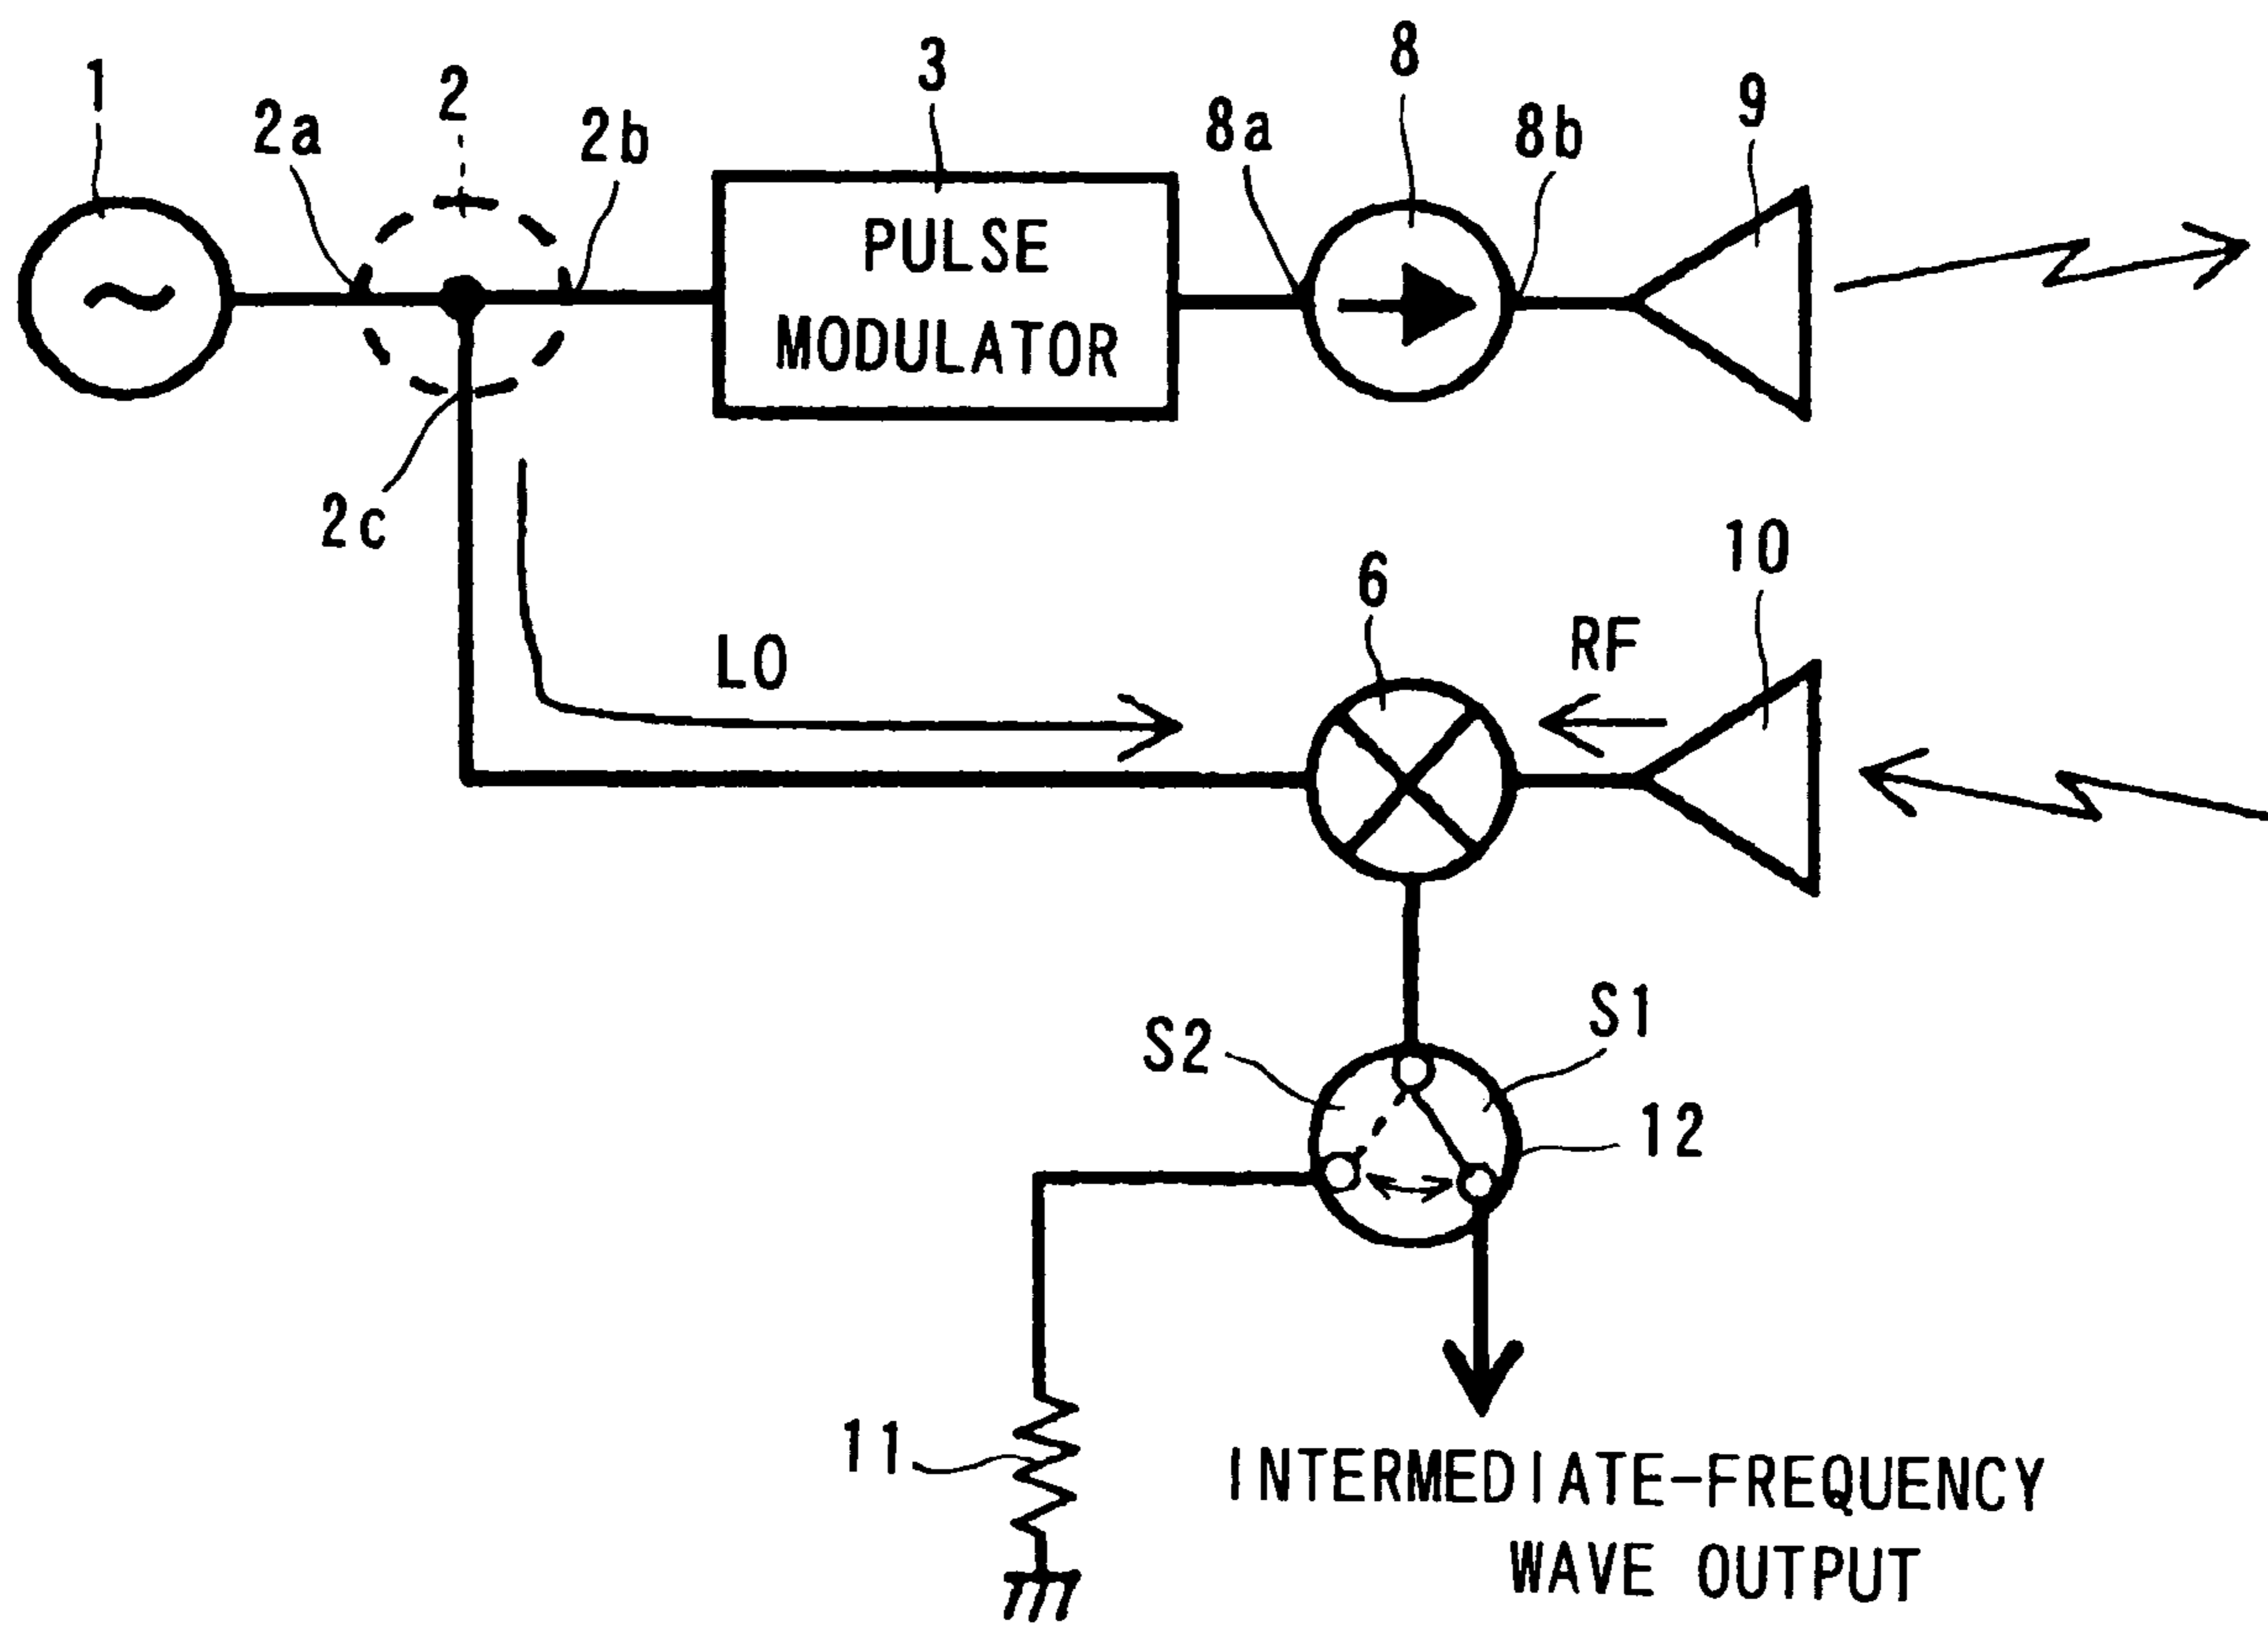 1
2a
2
2b
3
8a
8
8b
9
PULSE
MODULATOR
2c
LO
6
RF
10
S2
S1
12
11
INTERMEDIATE-FREQUENCY
WAVE OUTPUT